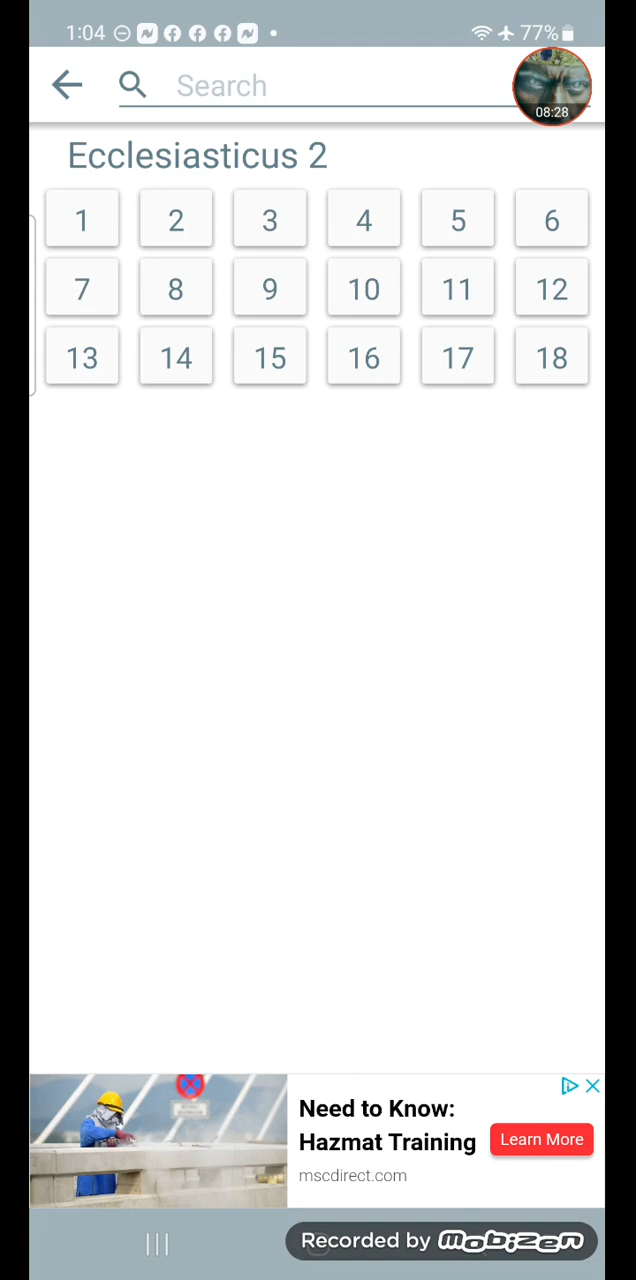 1:04 77%
Search
08:28
Ecclesiasticus 2
1 2 3 4 5 6
7 8 9 10 11 12
13 14 15 16 17 18
Need to Know:
Hazmat Training
Learn More
mscdirect.com
Recorded by mobizen